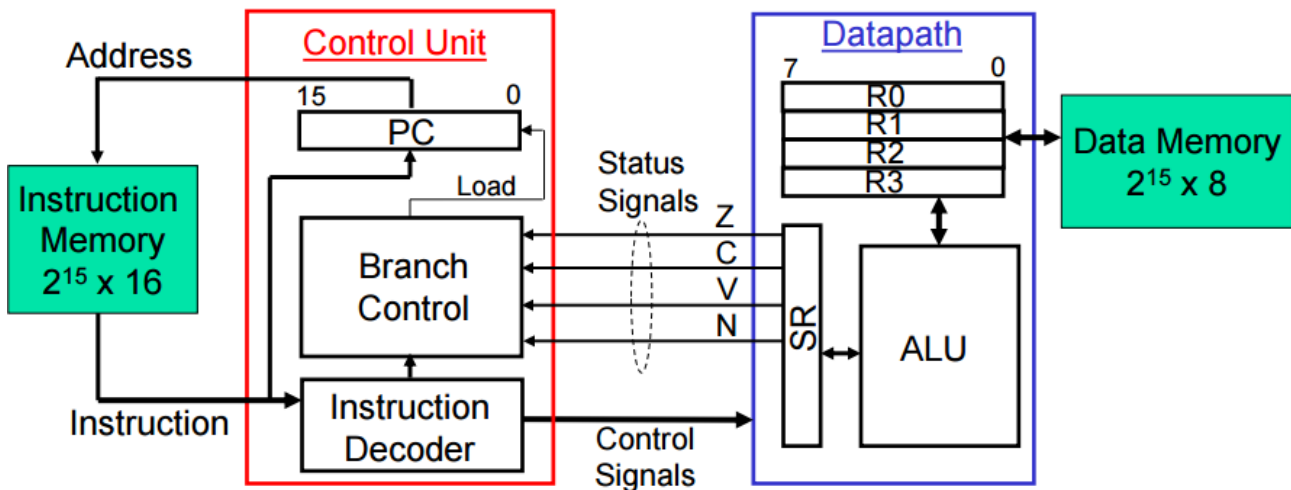 Address
Instruction
Memory
2¹⁵ x 16
Instruction
Control Unit
15
0
PC
Load
Branch
Control
Instruction
Decoder
Status
Signals
Z
C
V
N
Control
Signals
Datapath
7
0
R0
R1
R2
R3
SR
ALU
Data Memory
2¹⁵ x 8